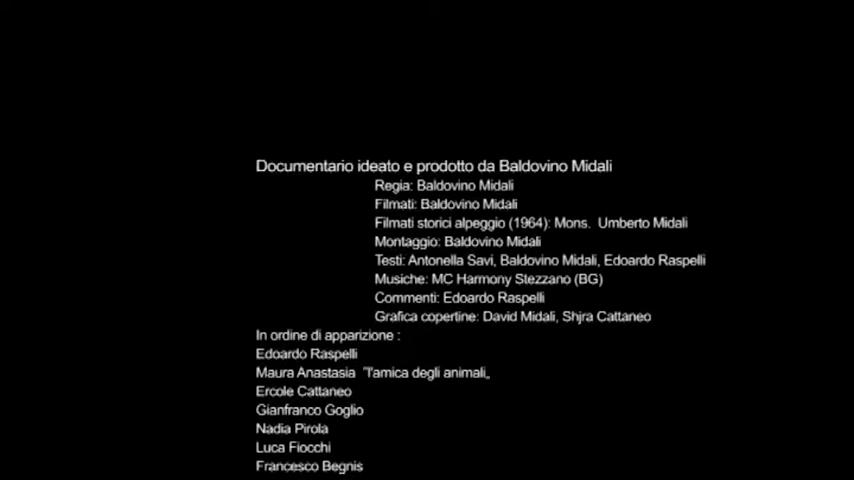 Documentario ideato e prodotto da Baldovino Midali
Regia: Baldovino Midali
Filmati: Baldovino Midali
Filmati storici alpeggio (1964): Mons. Umberto Midali
Montaggio: Baldovino Midali
Testi: Antonella Savi, Baldovino Midali, Edoardo Raspelli
Musiche: MC Harmony Stezzano (BG)
Commenti: Edoardo Raspelli
Grafica copertine: David Midali, Shjra Cattaneo
In ordine di apparizione :
Edoardo Raspelli
Maura Anastasia "l'amica degli animali„
Ercole Cattaneo
Gianfranco Goglio
Nadia Pirola
Luca Fiocchi
Francesco Begnis